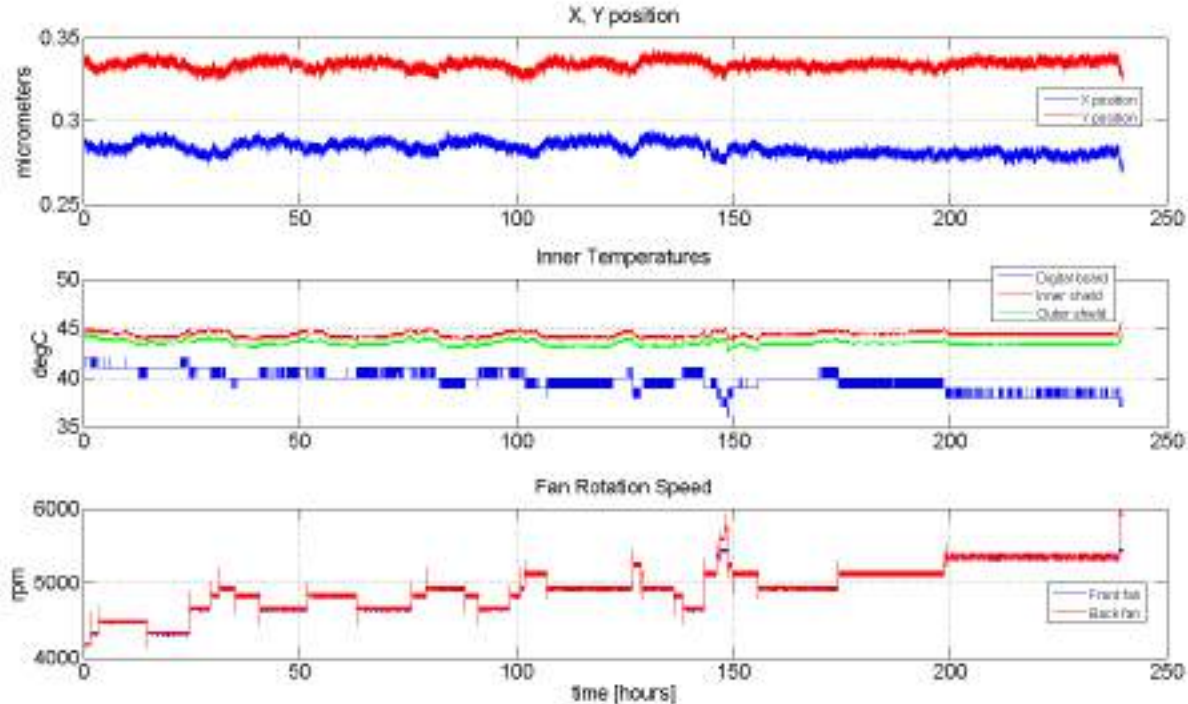 X, Y position
0.35
0.3
0.25
micrometers
X position
Y position
0 50 100 150 200 250
Inner Temperatures
50
45
40
35
degC
Digital board
Inner shield
Outer shield
0 50 100 150 200 250
Fan Rotation Speed
6000
5000
4000
rpm
Front fan
Back fan
0 50 100 150 200 250
time [hours]